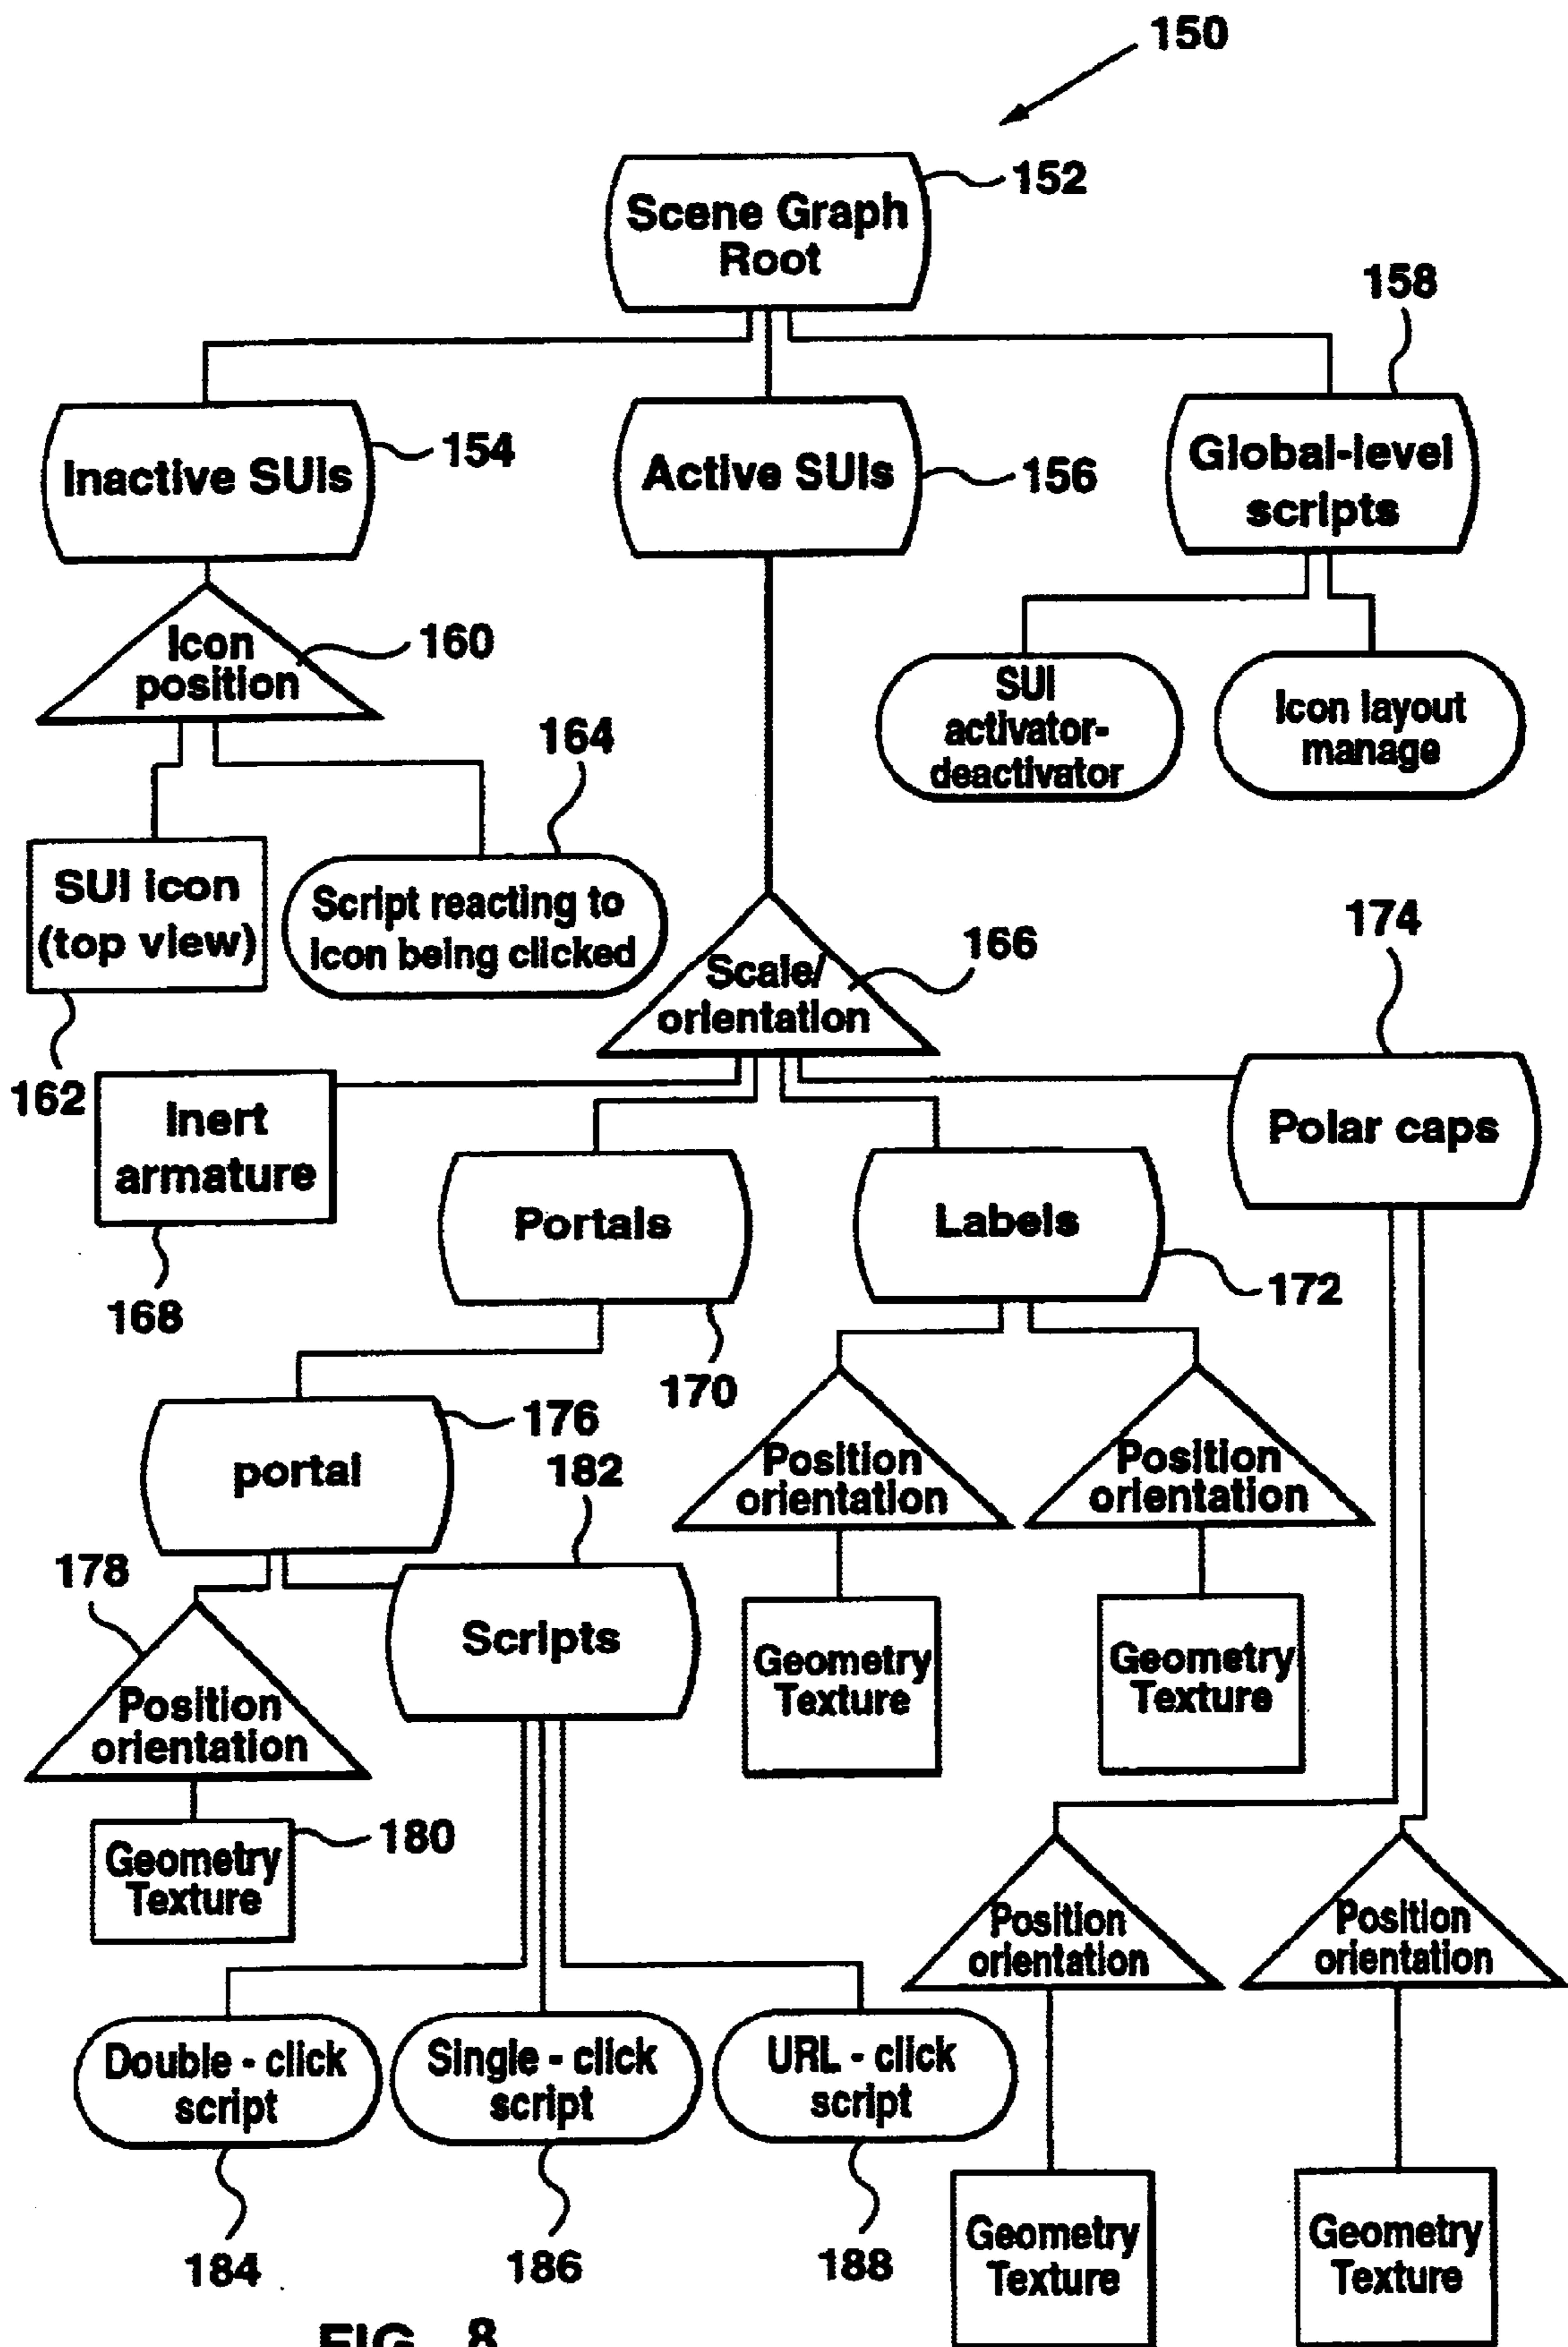 150
152
Scene Graph
Root
158
Inactive SUIs
154
Active SUIs
156
Global-level
scripts
Icon
position
160
SUI
activator-
deactivator
Icon layout
manage
164
SUI icon
(top view)
Script reacting to
icon being clicked
162
Scale/
orientation
166
174
Inert
armature
168
Portals
170
Labels
172
Polar caps
portal
176
182
178
Position
orientation
Position
orientation
Scripts
Position
orientation
Geometry
Texture
Geometry
Texture
180
Geometry
Texture
Position
orientation
Position
orientation
Double - click
script
Single - click
script
URL - click
script
184
186
188
Geometry
Texture
Geometry
Texture
FIG. 8